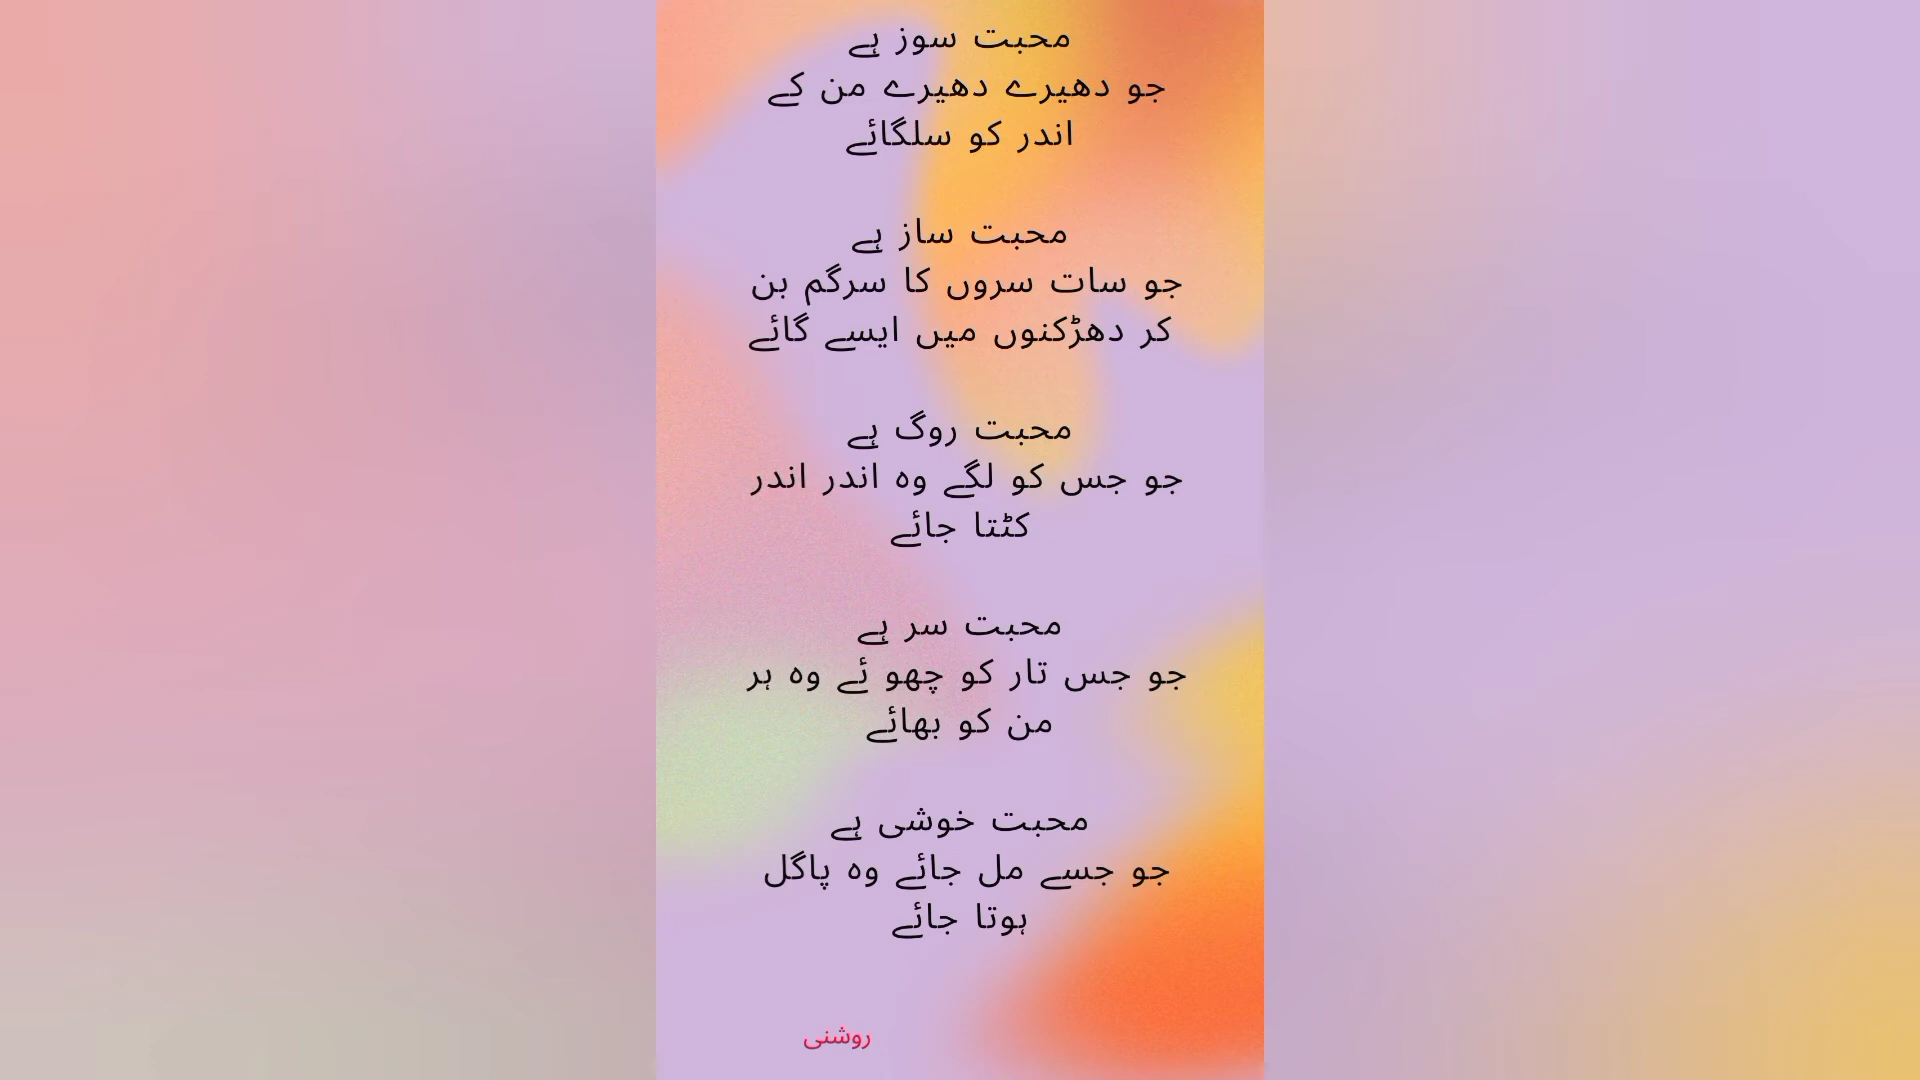 محبت سوز ہے
جو دھیرے دھیرے من کے
اندر کو سلگائے
محبت ساز ہے
جو سات سروں کا سرگم بن
کر دھڑکنوں میں ایسے گائے
محبت روگ ہے
جو جس کو لگے وہ اندر اندر
کٹتا جائے
محبت سر ہے
جو جس تار کو چھو ئے وہ ہر
من کو بھائے
محبت خوشی ہے
جو جسے مل جائے وہ پاگل
ہوتا جائے
روشنی